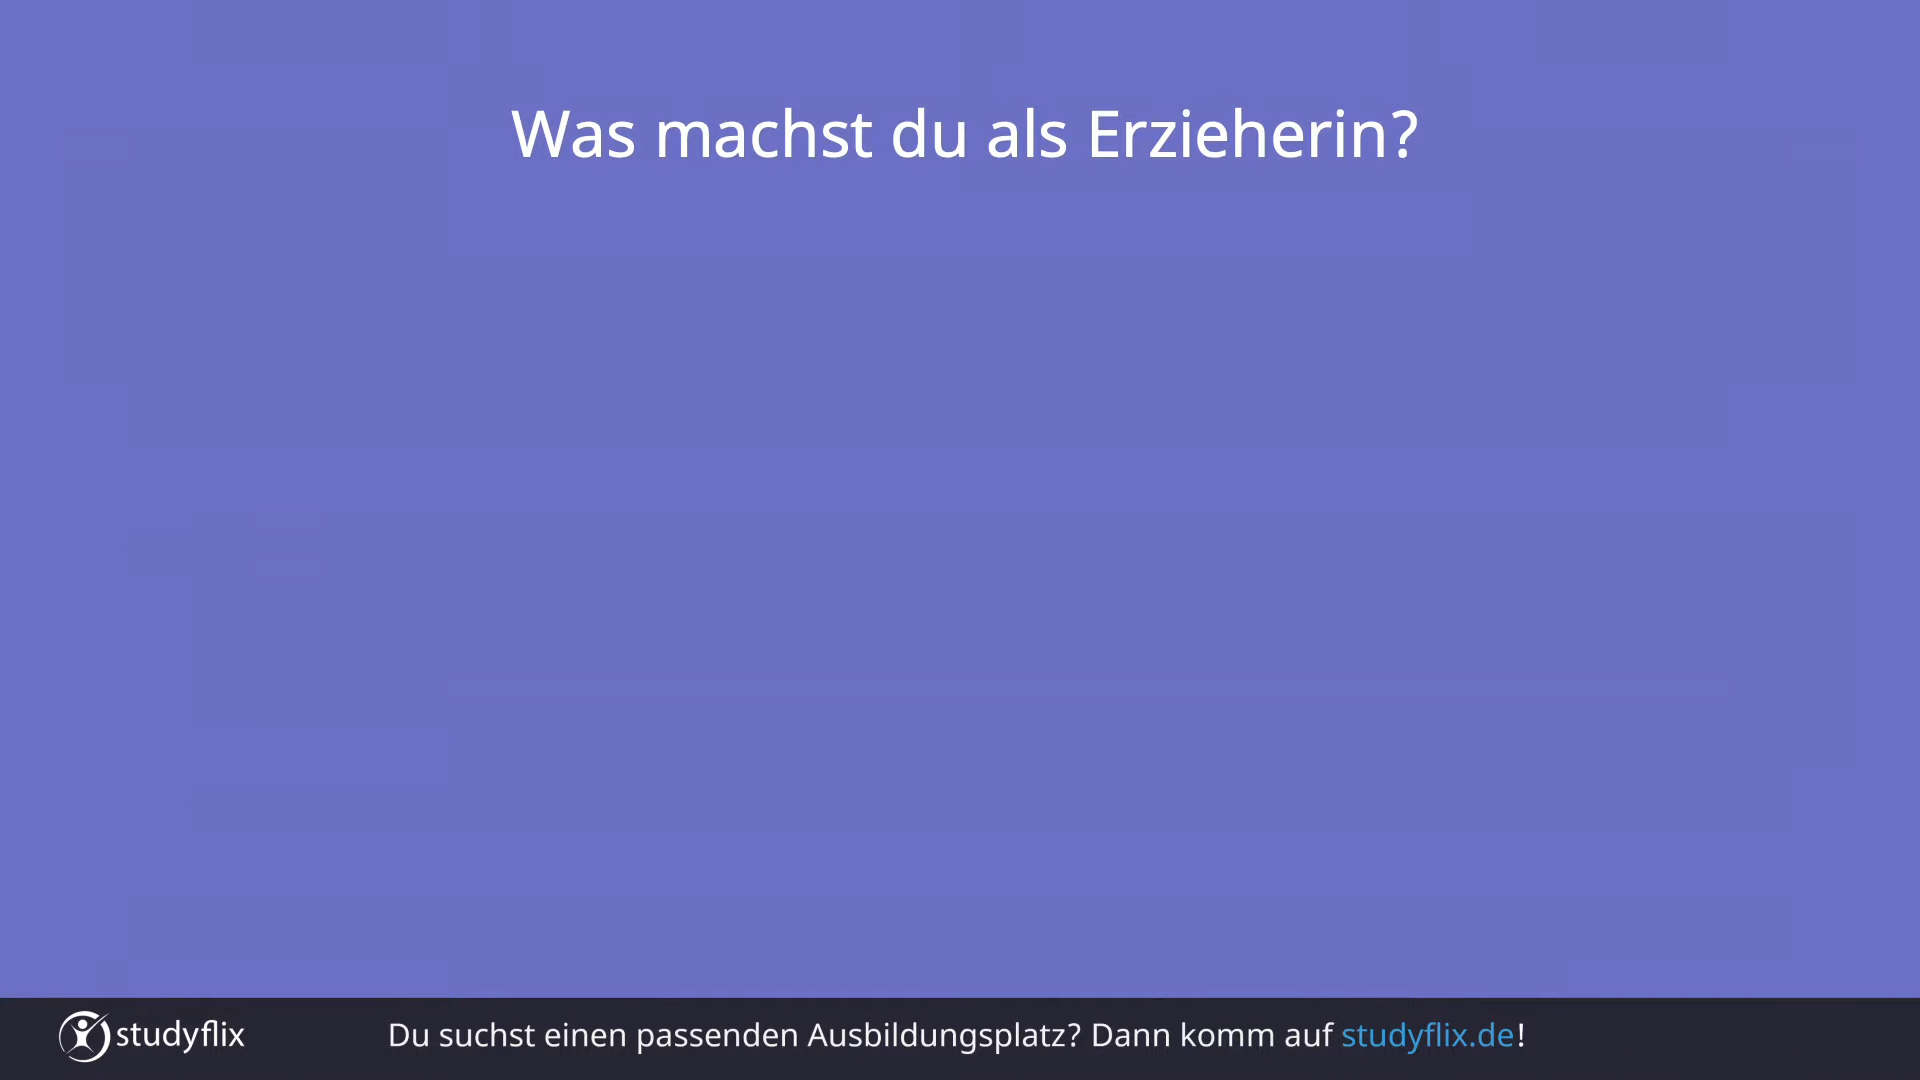 Was machst du als Erzieherin?
studyflix
Du suchst einen passenden Ausbildungsplatz? Dann komm auf studyflix.de!